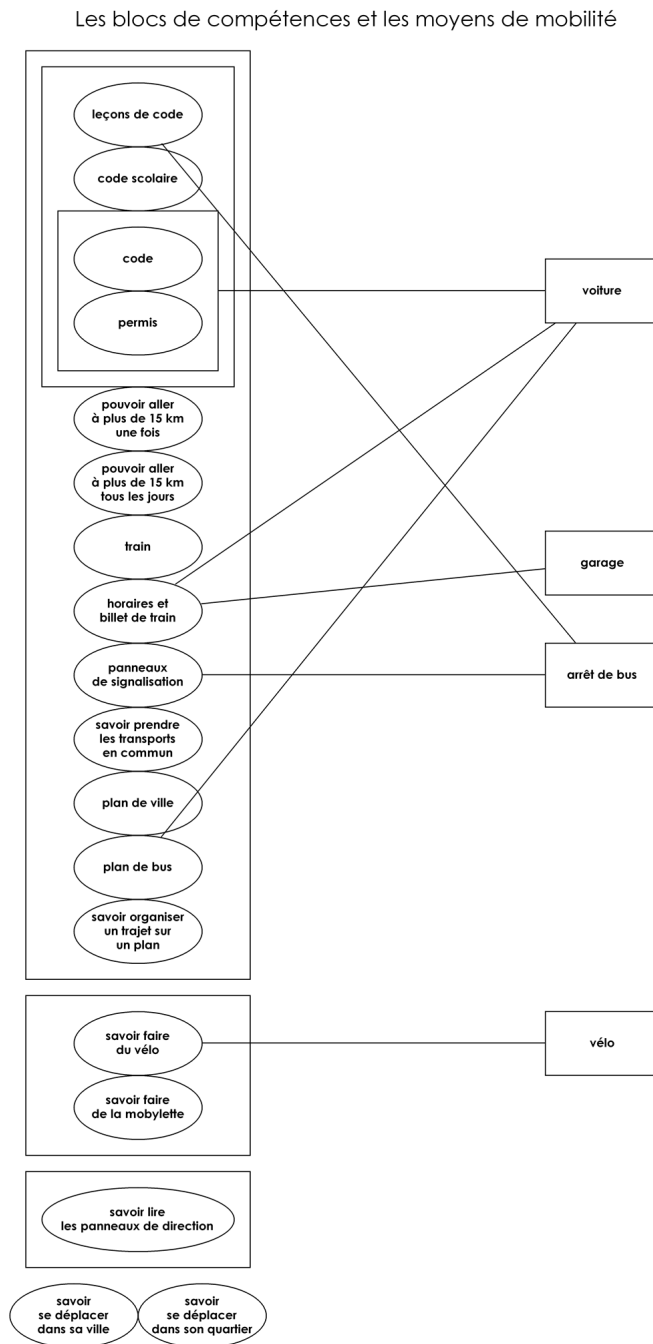 Les blocs de compétences et les moyens de mobilité
leçons de code
code scolaire
code
permis
voiture
pouvoir aller
à plus de 15 km
une fois
pouvoir aller
à plus de 15 km
tous les jours
train
garage
horaires et
billet de train
panneaux
de signalisation
arrêt de bus
savoir prendre
les transports
en commun
plan de ville
plan de bus
savoir organiser
un trajet sur
un plan
savoir faire
du vélo
vélo
savoir faire
de la mobylette
savoir lire
les panneaux de direction
savoir
se déplacer
dans sa ville
savoir
se déplacer
dans son quartier